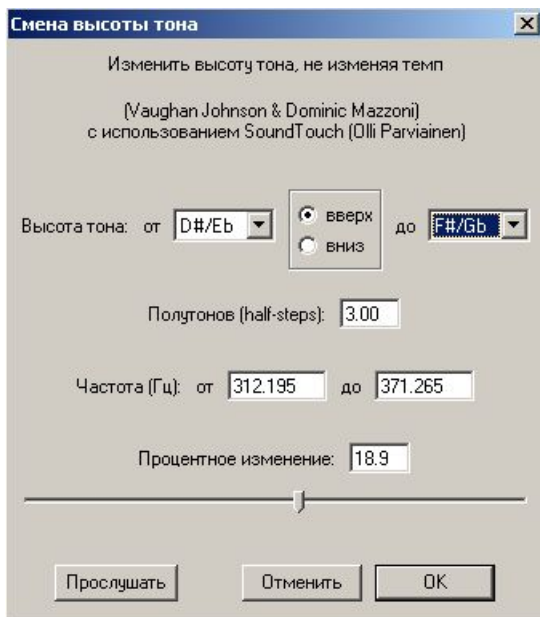 Смена высоты тона
Изменить высоту тона, не изменяя темп
(Vaughan Johnson & Dominic Mazzoni)
с использованием SoundTouch (Olli Parviainen)
Высота тона: от D#/Eb вверх до F#/Gb
вниз
Полутонов (half-steps): 3.00
Частота (Гц): от 312.195 до 371.265
Процентное изменение: 18.9
Прослушать Отменить OK